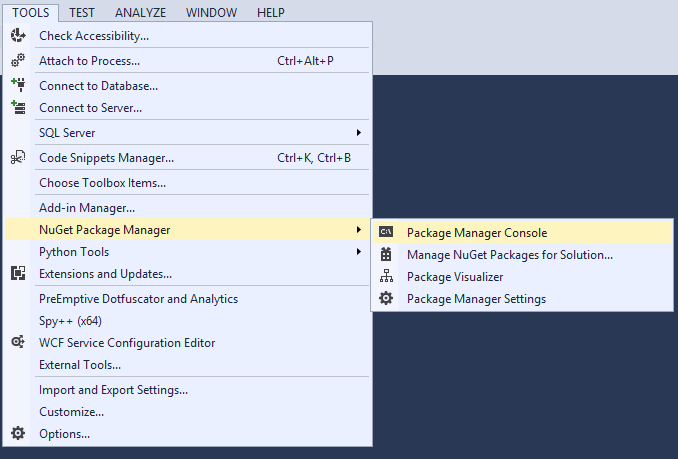 TOOLS TEST ANALYZE WINDOW HELP
Check Accessibility...
Attach to Process... Ctrl+Alt+P
Connect to Database...
Connect to Server...
SQL Server
Code Snippets Manager... Ctrl+K, Ctrl+B
Choose Toolbox Items...
Add-in Manager...
NuGet Package Manager
Python Tools
Extensions and Updates...
PreEmptive Dotfuscator and Analytics
Spy++ (x64)
WCF Service Configuration Editor
External Tools...
Import and Export Settings...
Customize...
Options...
C:\ Package Manager Console
Manage NuGet Packages for Solution...
Package Visualizer
Package Manager Settings